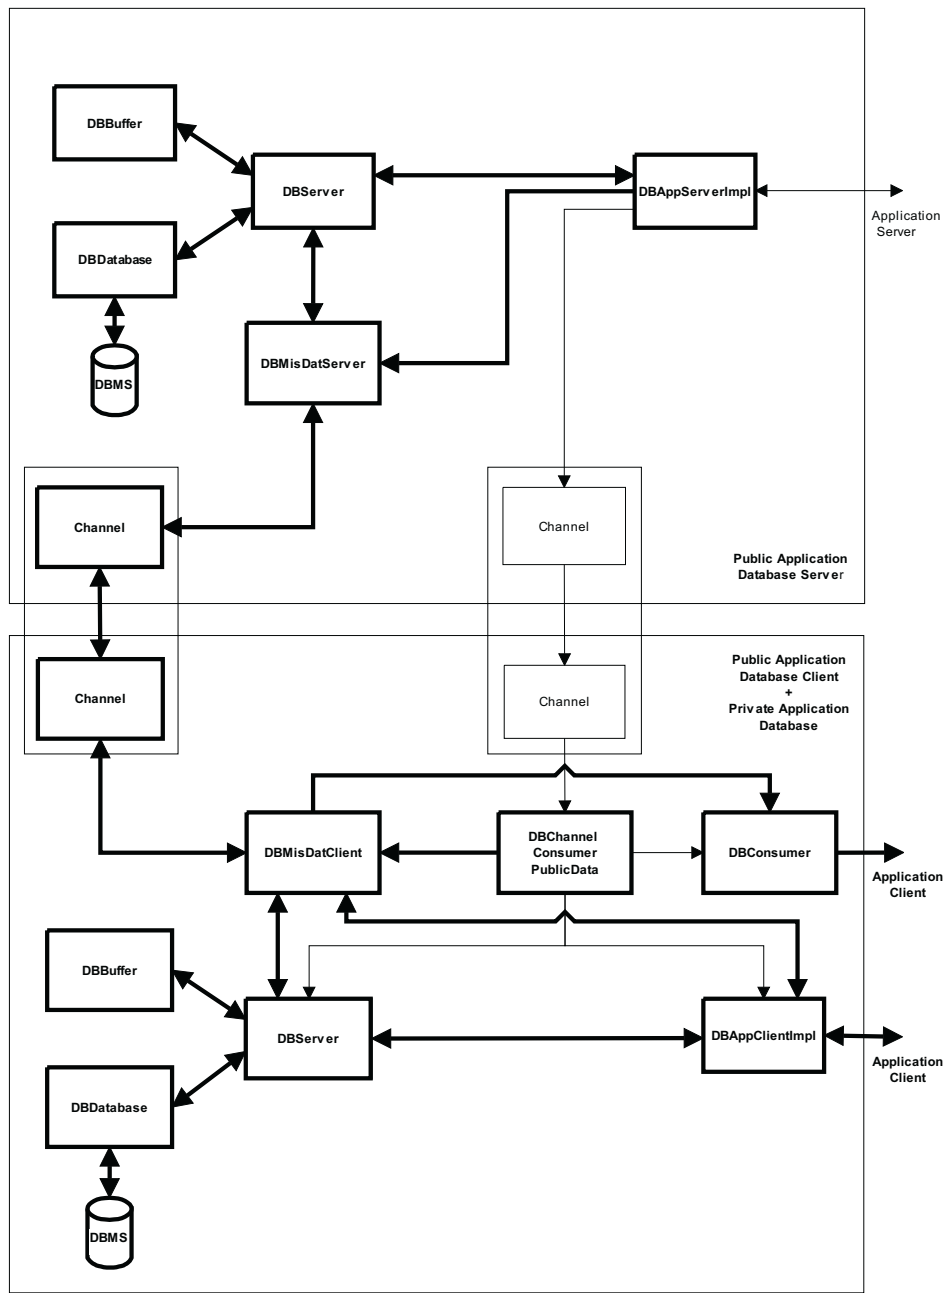 DBBuffer
DBServer
DBAppServerImpl
Application
Server
DBDatabase
DBMS
DBMisDatServer
Channel
Channel
Public Application
Database Server
Channel
Channel
Public Application
Database Client
+
Private Application
Database
DBMisDatClient
DBChannel
Consumer
PublicData
DBConsumer
Application
Client
DBBuffer
DBServer
DBAppClientImpl
Application
Client
DBDatabase
DBMS